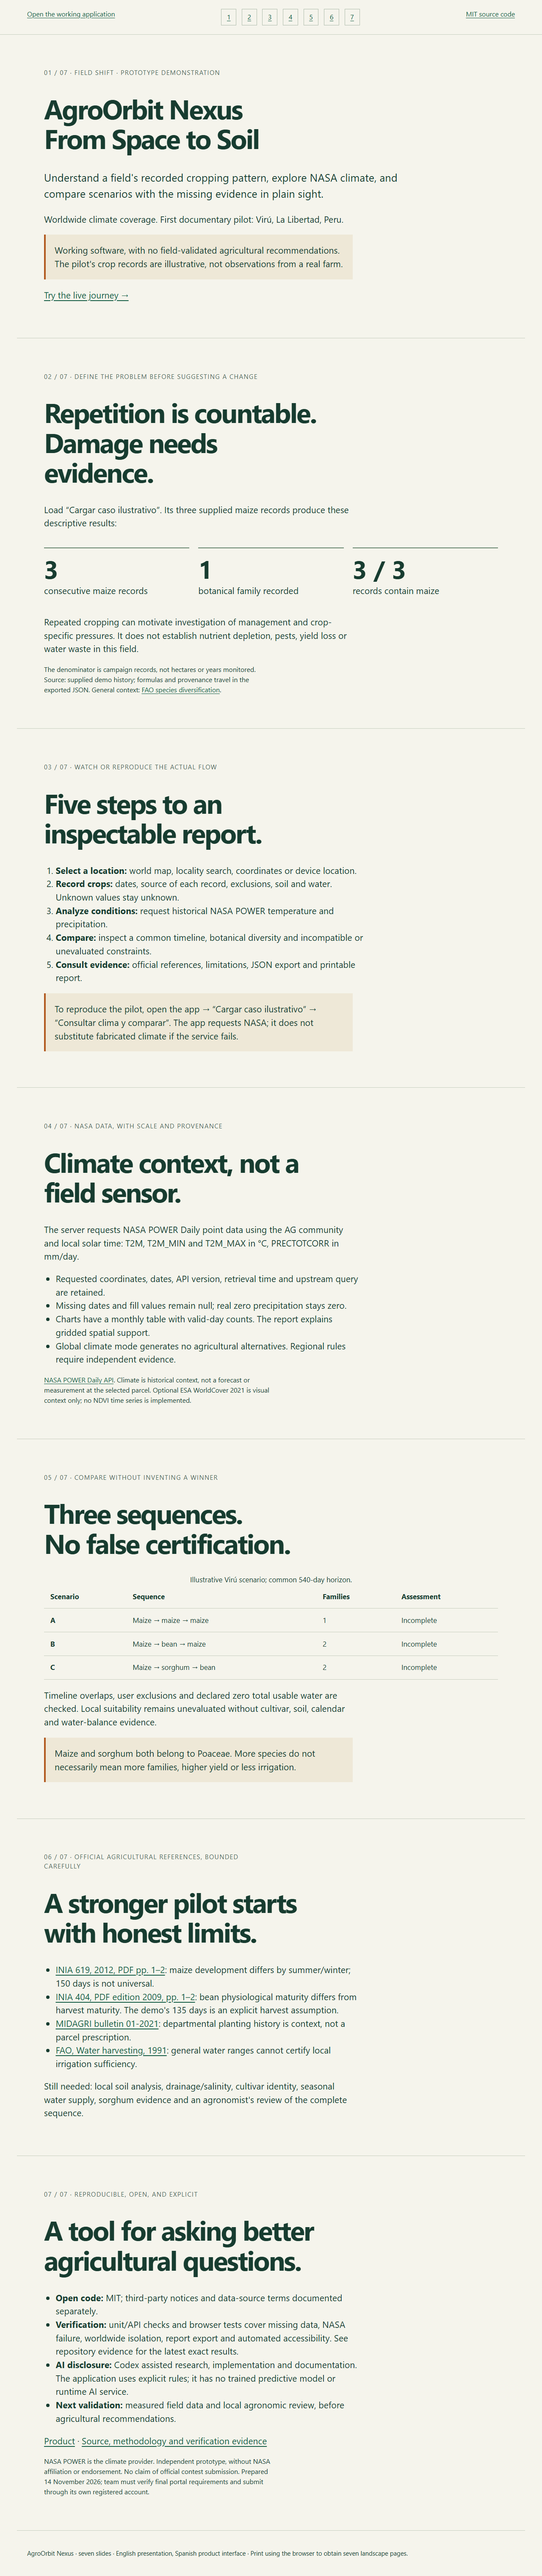 Open the working application
1 2 3 4 5 6 7
MIT source code
01 / 07 · FIELD SHIFT · PROTOTYPE DEMONSTRATION
AgroOrbit Nexus
From Space to Soil
Understand a field's recorded cropping pattern, explore NASA climate, and
compare scenarios with the missing evidence in plain sight.
Worldwide climate coverage. First documentary pilot: Virú, La Libertad, Peru.
Working software, with no field-validated agricultural recommendations.
The pilot's crop records are illustrative, not observations from a real farm.
Try the live journey →
02 / 07 · DEFINE THE PROBLEM BEFORE SUGGESTING A CHANGE
Repetition is countable.
Damage needs
evidence.
Load “Cargar caso ilustrativo”. Its three supplied maize records produce these
descriptive results:
3
consecutive maize records
1
botanical family recorded
3 / 3
records contain maize
Repeated cropping can motivate investigation of management and crop-
specific pressures. It does not establish nutrient depletion, pests, yield loss or
water waste in this field.
The denominator is campaign records, not hectares or years monitored.
Source: supplied demo history; formulas and provenance travel in the
exported JSON. General context: FAO species diversification.
03 / 07 · WATCH OR REPRODUCE THE ACTUAL FLOW
Five steps to an
inspectable report.
1. Select a location: world map, locality search, coordinates or device location.
2. Record crops: dates, source of each record, exclusions, soil and water.
Unknown values stay unknown.
3. Analyze conditions: request historical NASA POWER temperature and
precipitation.
4. Compare: inspect a common timeline, botanical diversity and incompatible or
unevaluated constraints.
5. Consult evidence: official references, limitations, JSON export and printable
report.
To reproduce the pilot, open the app → “Cargar caso ilustrativo” →
“Consultar clima y comparar”. The app requests NASA; it does not
substitute fabricated climate if the service fails.
04 / 07 · NASA DATA, WITH SCALE AND PROVENANCE
Climate context, not a
field sensor.
The server requests NASA POWER Daily point data using the AG community
and local solar time: T2M, T2M_MIN and T2M_MAX in °C, PRECTOTCORR in
mm/day.
• Requested coordinates, dates, API version, retrieval time and upstream query
are retained.
• Missing dates and fill values remain null; real zero precipitation stays zero.
• Charts have a monthly table with valid-day counts. The report explains
gridded spatial support.
• Global climate mode generates no agricultural alternatives. Regional rules
require independent evidence.
NASA POWER Daily API. Climate is historical context, not a forecast or
measurement at the selected parcel. Optional ESA WorldCover 2021 is visual
context only; no NDVI time series is implemented.
05 / 07 · COMPARE WITHOUT INVENTING A WINNER
Three sequences.
No false certification.
Illustrative Virú scenario; common 540-day horizon.
Scenario Sequence Families Assessment
A Maize → maize → maize 1 Incomplete
B Maize → bean → maize 2 Incomplete
C Maize → sorghum → bean 2 Incomplete
Timeline overlaps, user exclusions and declared zero total usable water are
checked. Local suitability remains unevaluated without cultivar, soil, calendar
and water-balance evidence.
Maize and sorghum both belong to Poaceae. More species do not
necessarily mean more families, higher yield or less irrigation.
06 / 07 · OFFICIAL AGRICULTURAL REFERENCES, BOUNDED
CAREFULLY
A stronger pilot starts
with honest limits.
• INIA 619, 2012, PDF pp. 1–2: maize development differs by summer/winter;
150 days is not universal.
• INIA 404, PDF edition 2009, pp. 1–2: bean physiological maturity differs from
harvest maturity. The demo's 135 days is an explicit harvest assumption.
• MIDAGRI bulletin 01-2021: departmental planting history is context, not a
parcel prescription.
• FAO, Water harvesting, 1991: general water ranges cannot certify local
irrigation sufficiency.
Still needed: local soil analysis, drainage/salinity, cultivar identity, seasonal
water supply, sorghum evidence and an agronomist's review of the complete
sequence.
07 / 07 · REPRODUCIBLE, OPEN, AND EXPLICIT
A tool for asking better
agricultural questions.
• Open code: MIT; third-party notices and data-source terms documented
separately.
• Verification: unit/API checks and browser tests cover missing data, NASA
failure, worldwide isolation, report export and automated accessibility. See
repository evidence for the latest exact results.
• AI disclosure: Codex assisted research, implementation and documentation.
The application uses explicit rules; it has no trained predictive model or
runtime AI service.
• Next validation: measured field data and local agronomic review, before
agricultural recommendations.
Product · Source, methodology and verification evidence
NASA POWER is the climate provider. Independent prototype, without NASA
affiliation or endorsement. No claim of official contest submission. Prepared
14 November 2026; team must verify final portal requirements and submit
through its own registered account.
AgroOrbit Nexus · seven slides · English presentation, Spanish product interface · Print using the browser to obtain seven landscape pages.